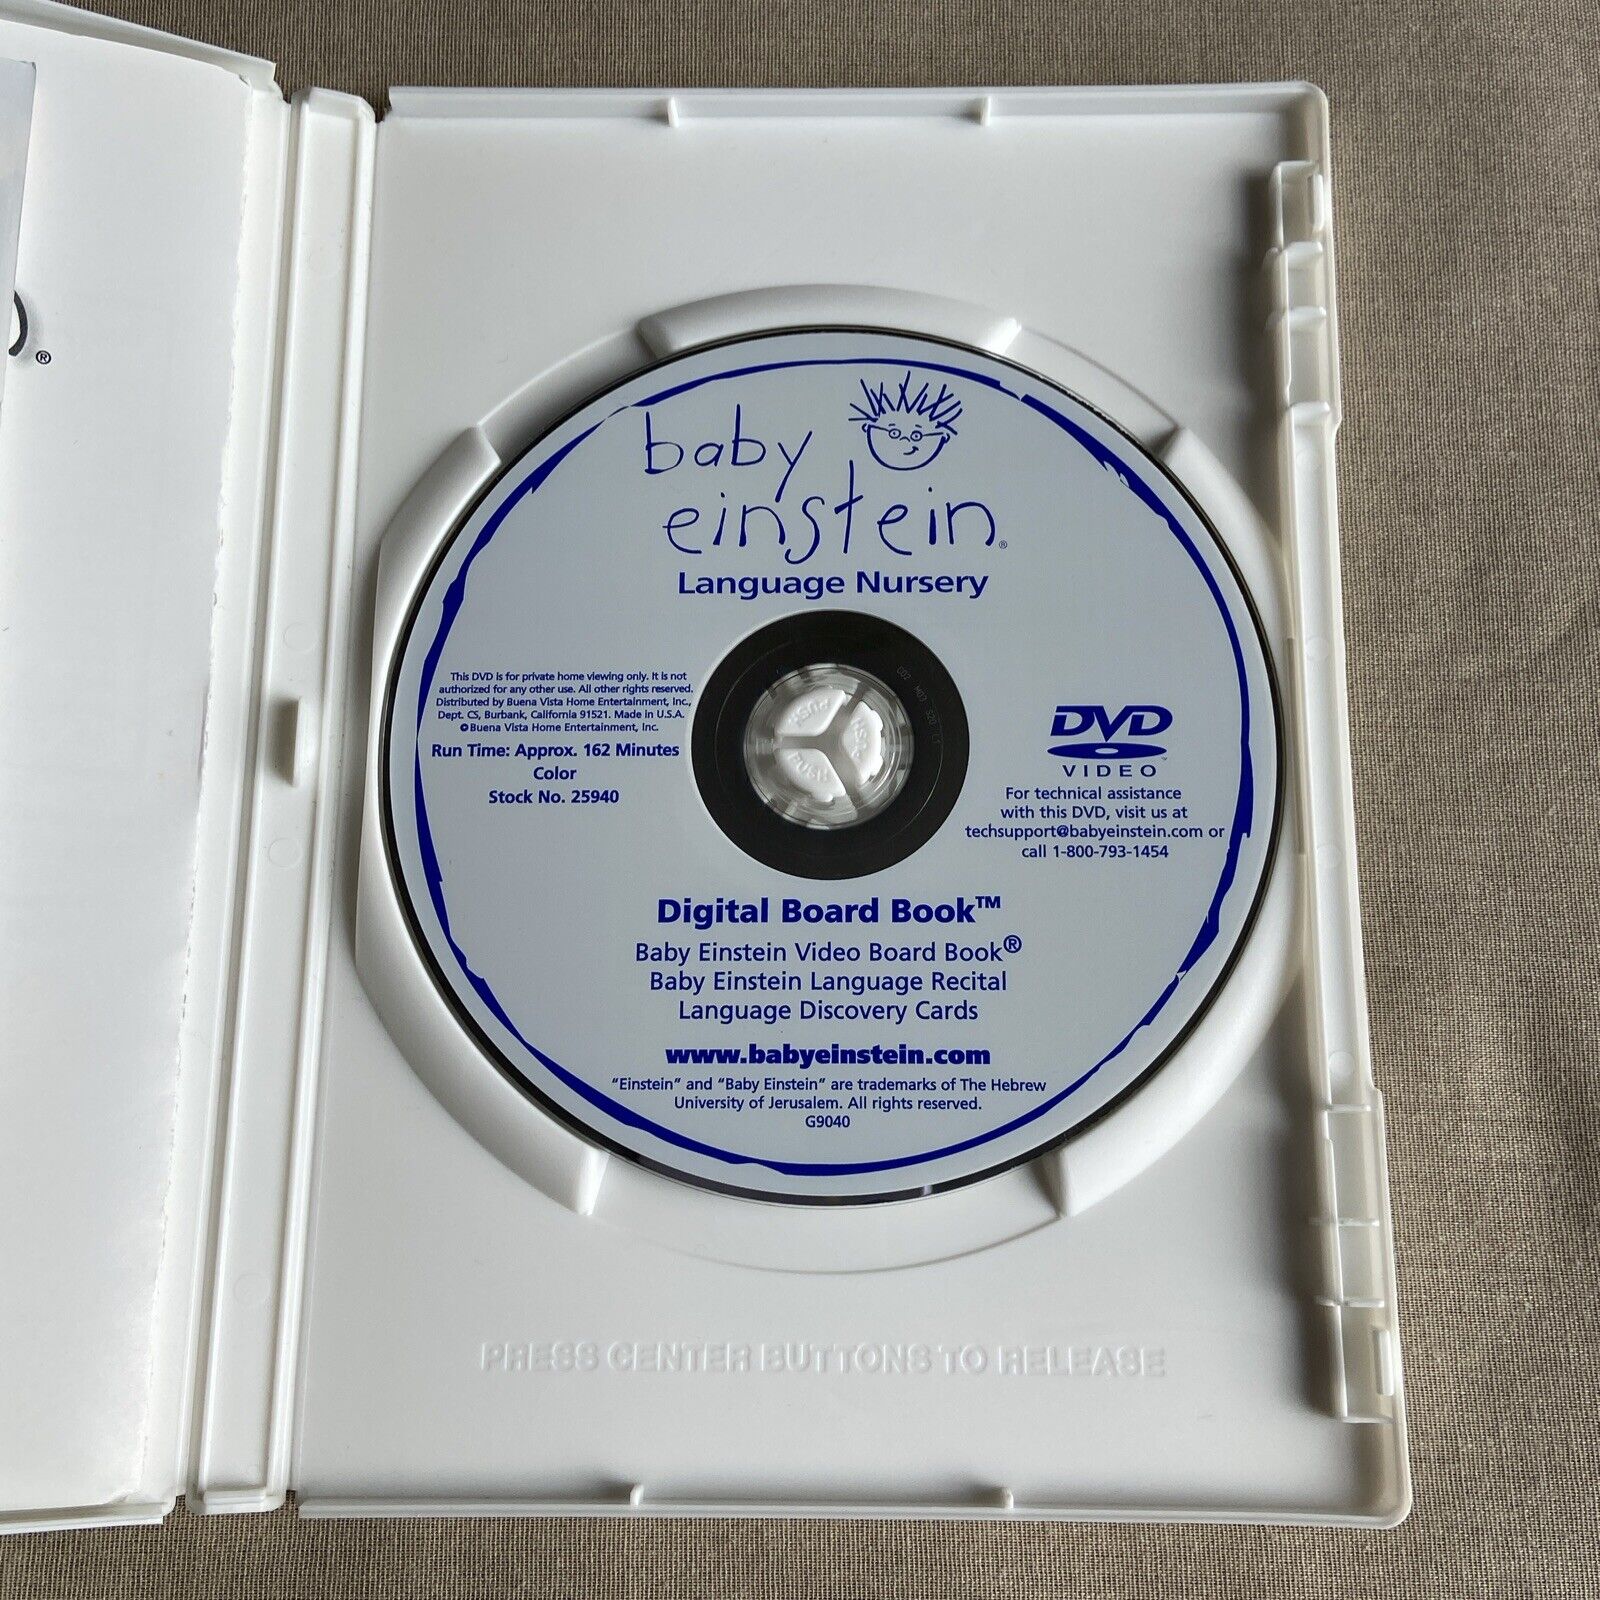 ®
baby
einstein®
Language Nursery
This DVD is for private home viewing only. It is not
authorized for any other use. All other rights reserved.
Distributed by Buena Vista Home Entertainment, Inc.,
Dept. CS, Burbank, California 91521. Made in U.S.A.
© Buena Vista Home Entertainment, Inc.
Run Time: Approx. 162 Minutes
Color
Stock No. 25940
PUSH
PUSH
PUSH
DVD
VIDEO™
For technical assistance
with this DVD, visit us at
techsupport@babyeinstein.com or
call 1-800-793-1454
Digital Board Book™
Baby Einstein Video Board Book®
Baby Einstein Language Recital
Language Discovery Cards
www.babyeinstein.com
"Einstein" and "Baby Einstein" are trademarks of The Hebrew
University of Jerusalem. All rights reserved.
G9040
PRESS CENTER BUTTONS TO RELEASE